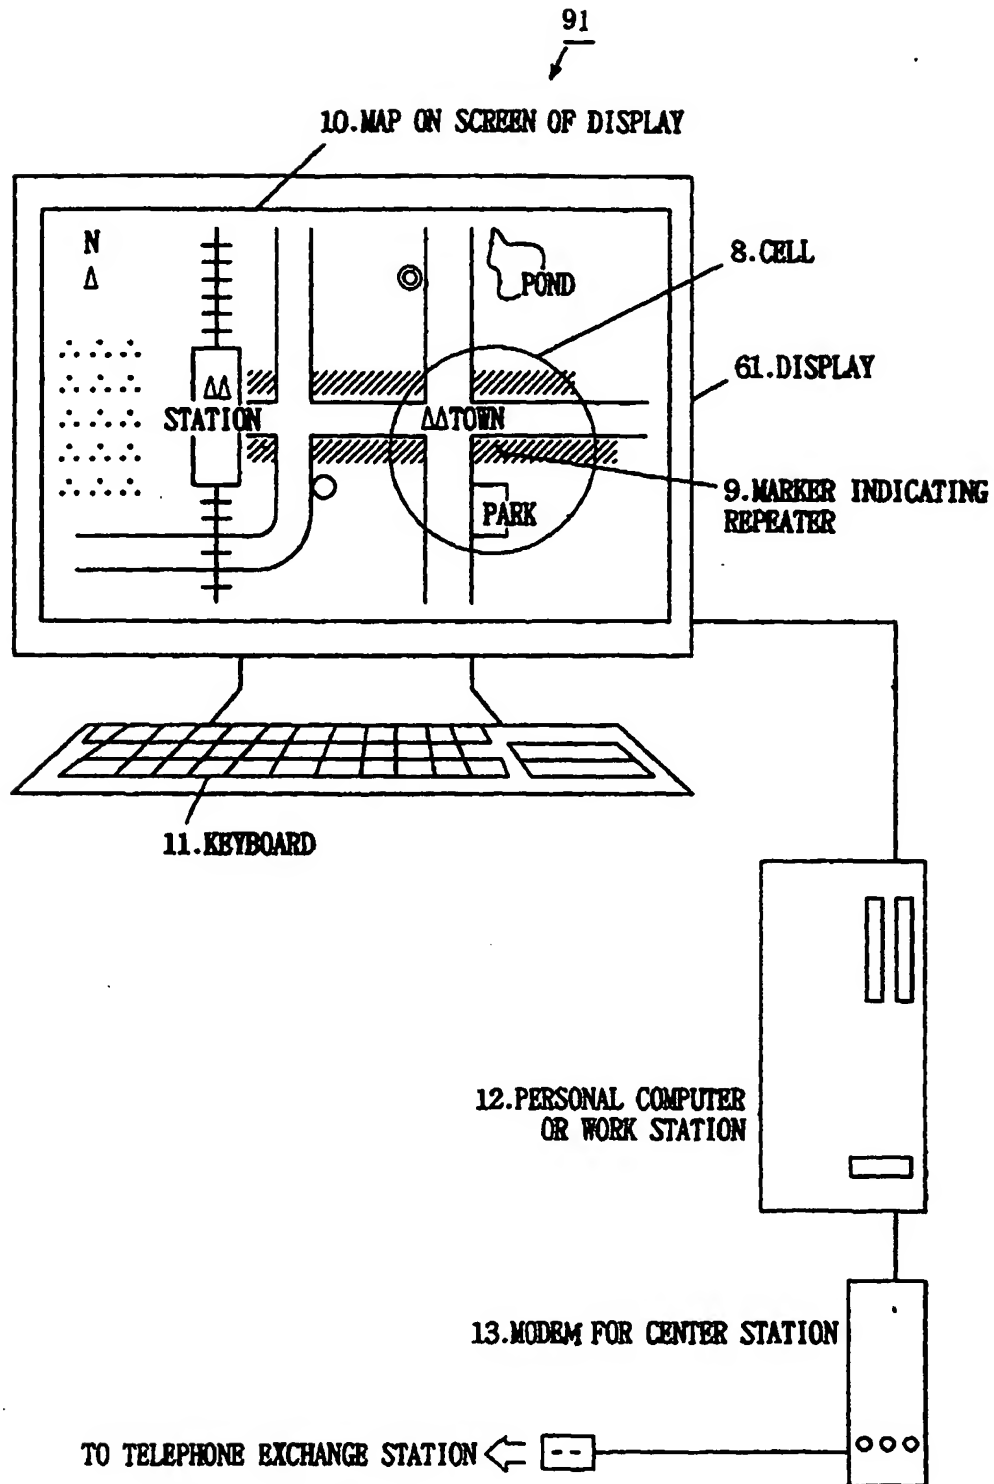 91
10.MAP ON SCREEN OF DISPLAY
N
Δ
POND
8.CELL
61.DISPLAY
ΔΔ
STATION
ΔΔTOWN
9.MARKER INDICATING
REPEATER
PARK
11.KEYBOARD
12.PERSONAL COMPUTER
OR WORK STATION
13.MODEM FOR CENTER STATION
TO TELEPHONE EXCHANGE STATION